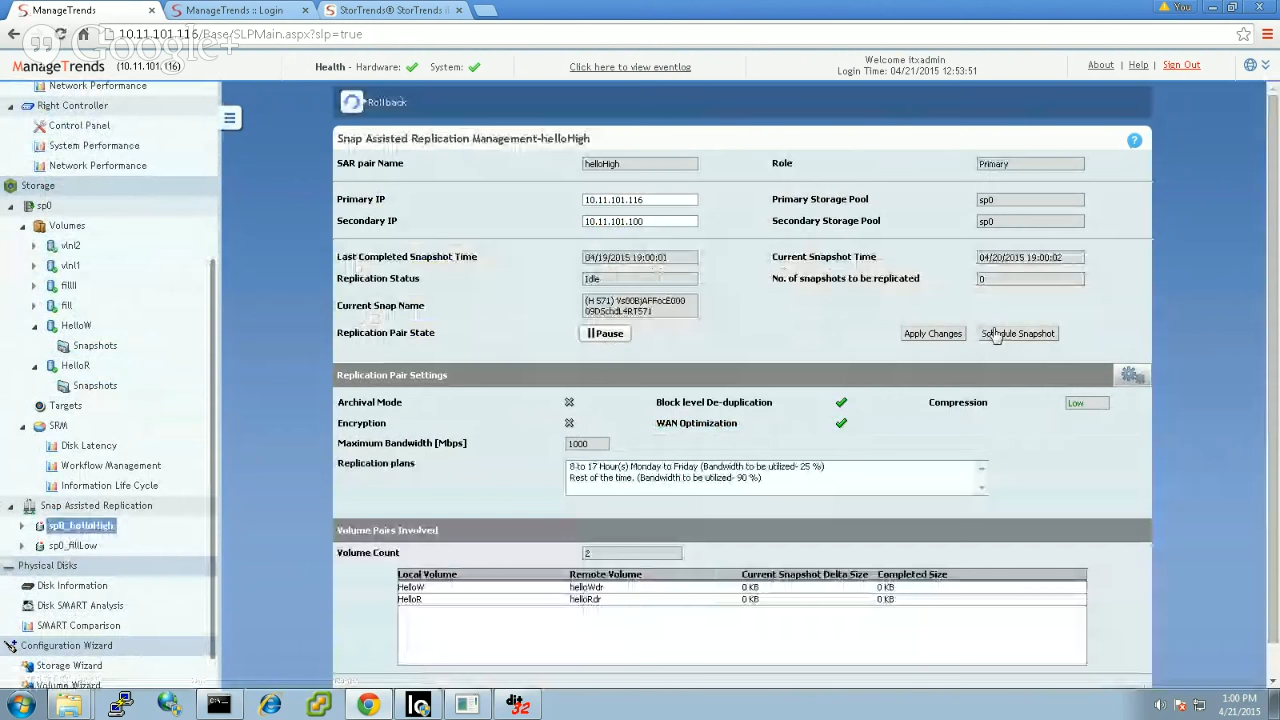 ManageTrends
ManageTrends :: Login
StorTrends® StorTrends i
You
10.11.101.116/Base/SLPMain.aspx?slp=true
Google+
ManageTrends (10.11.101.116)
Health - Hardware: System:
Click here to view eventlog
Welcome ltxadmin
Login Time: 04/21/2015 12:53:51
About | Help | Sign Out
Network Performance
Right Controller
Control Panel
System Performance
Network Performance
Storage
sp0
Volumes
vln2
vln1
fillN
fill
HelloW
Snapshots
HelloR
Snapshots
Targets
SRM
Disk Latency
Workflow Management
Information Life Cycle
Snap Assisted Replication
sp0_helloHigh
sp0_fillLow
Physical Disks
Disk Information
Disk SMART Analysis
SMART Comparison
Configuration Wizard
Storage Wizard
Volume Wizard
Rollback
Snap Assisted Replication Management-helloHigh
SAR pair Name helloHigh Role Primary
Primary IP 10.11.101.116 Primary Storage Pool sp0
Secondary IP 10.11.101.100 Secondary Storage Pool sp0
Last Completed Snapshot Time 04/19/2015 19:00:01 Current Snapshot Time 04/20/2015 19:00:02
Replication Status Idle No. of snapshots to be replicated 0
Current Snap Name (H 571)
Replication Pair State Pause Apply Changes Schedule Snapshot
Replication Pair Settings
Archival Mode Block level De-duplication Compression Low
Encryption WAN Optimization
Maximum Bandwidth [Mbps] 1000
Replication plans 8 to 17 Hour(s) Monday to Friday (Bandwidth to be utilized- 25 %)
Rest of the time, (Bandwidth to be utilized- 90 %)
Volume Pairs Involved
Volume Count 2
Local Volume Remote Volume Current Snapshot Delta Size Completed Size
HelloW helloWdr 0 KB 0 KB
HelloR helloRdr 0 KB 0 KB
1:00 PM
4/21/2015